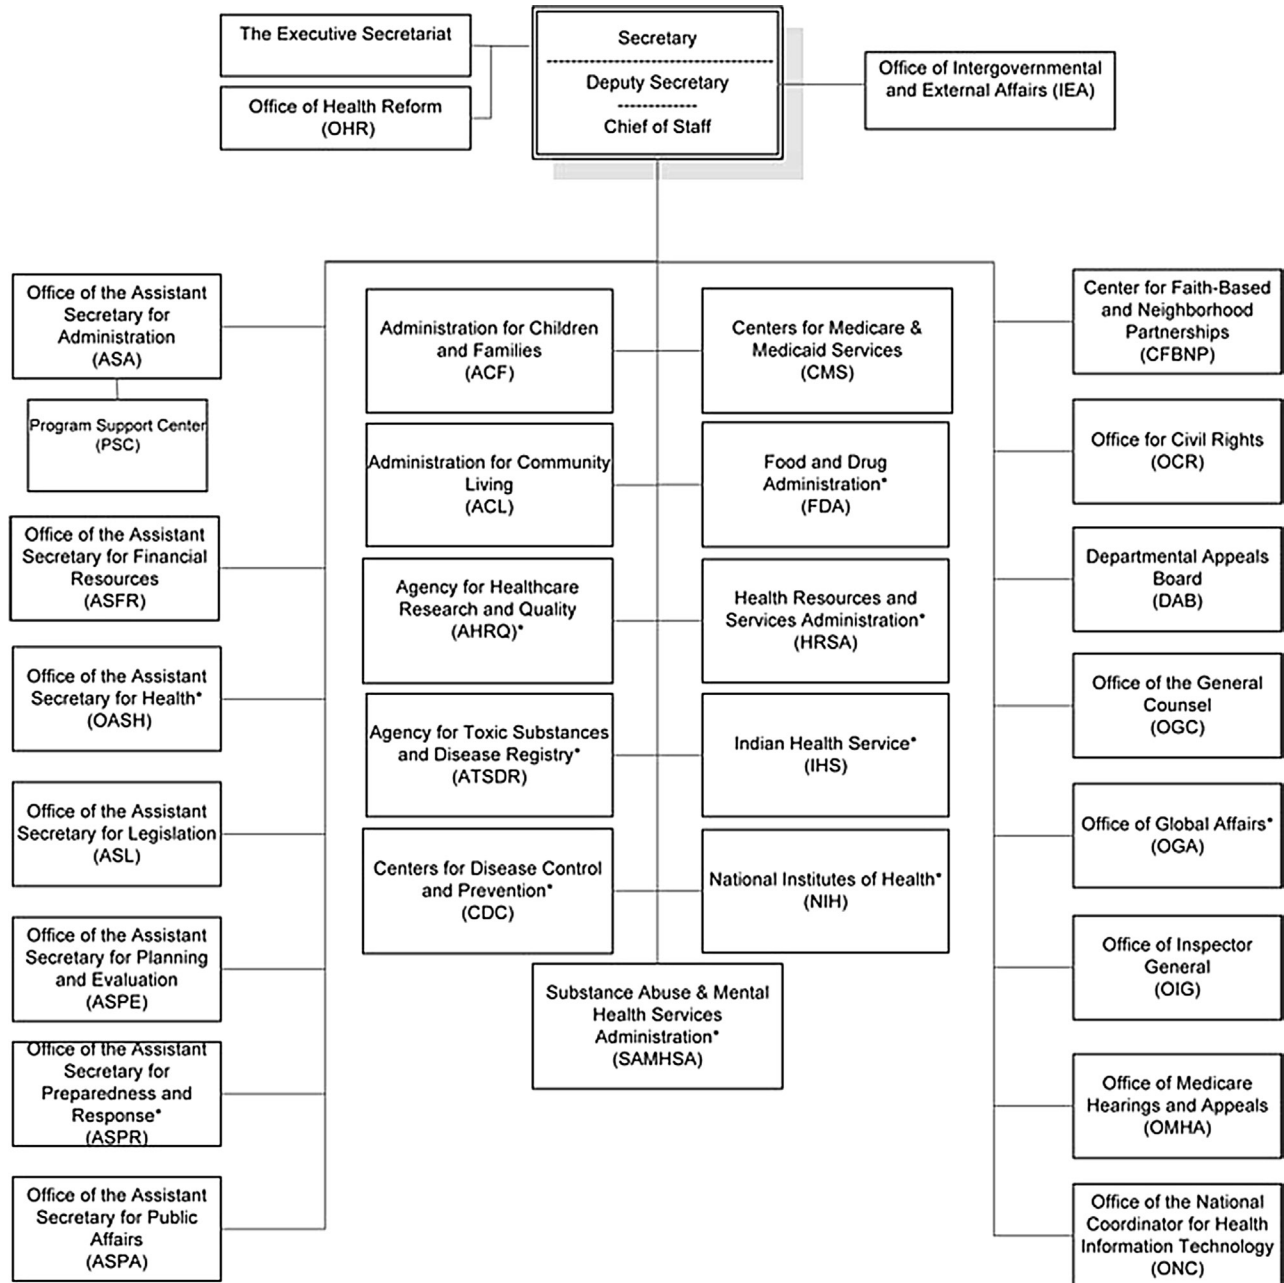 The Executive Secretariat
Office of Health Reform
(OHR)
Secretary
Deputy Secretary
Chief of Staff
Office of Intergovernmental
and External Affairs (IEA)
Office of the Assistant
Secretary for
Administration
(ASA)
Program Support Center
(PSC)
Office of the Assistant
Secretary for Financial
Resources
(ASFR)
Office of the Assistant
Secretary for Health*
(OASH)
Office of the Assistant
Secretary for Legislation
(ASL)
Office of the Assistant
Secretary for Planning
and Evaluation
(ASPE)
Office of the Assistant
Secretary for
Preparedness and
Response*
(ASPR)
Office of the Assistant
Secretary for Public
Affairs
(ASPA)
Administration for Children
and Families
(ACF)
Administration for Community
Living
(ACL)
Agency for Healthcare
Research and Quality
(AHRQ)*
Agency for Toxic Substances
and Disease Registry*
(ATSDR)
Centers for Disease Control
and Prevention*
(CDC)
Centers for Medicare &
Medicaid Services
(CMS)
Food and Drug
Administration*
(FDA)
Health Resources and
Services Administration*
(HRSA)
Indian Health Service*
(IHS)
National Institutes of Health*
(NIH)
Substance Abuse & Mental
Health Services
Administration*
(SAMHSA)
Center for Faith-Based
and Neighborhood
Partnerships
(CFBNP)
Office for Civil Rights
(OCR)
Departmental Appeals
Board
(DAB)
Office of the General
Counsel
(OGC)
Office of Global Affairs*
(OGA)
Office of Inspector
General
(OIG)
Office of Medicare
Hearings and Appeals
(OMHA)
Office of the National
Coordinator for Health
Information Technology
(ONC)